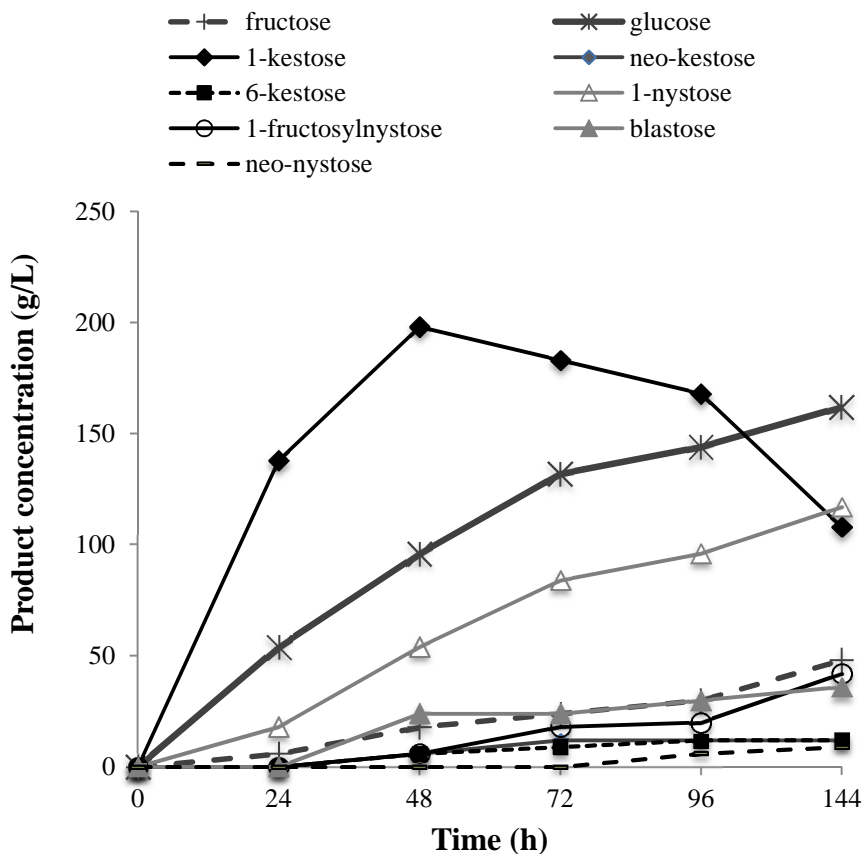 fructose glucose
1-kestose neo-kestose
6-kestose 1-nystose
1-fructosylnystose blastose
neo-nystose
250
200
150
100
50
0
Product concentration (g/L)
0 24 48 72 96 144
Time (h)